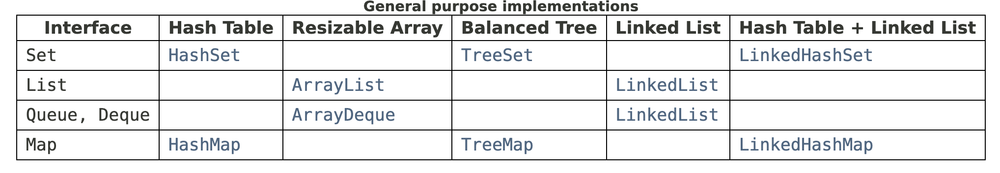 General purpose implementations
Interface Hash Table Resizable Array Balanced Tree Linked List Hash Table + Linked List
Set HashSet TreeSet LinkedHashSet
List ArrayList LinkedList
Queue, Deque ArrayDeque LinkedList
Map HashMap TreeMap LinkedHashMap